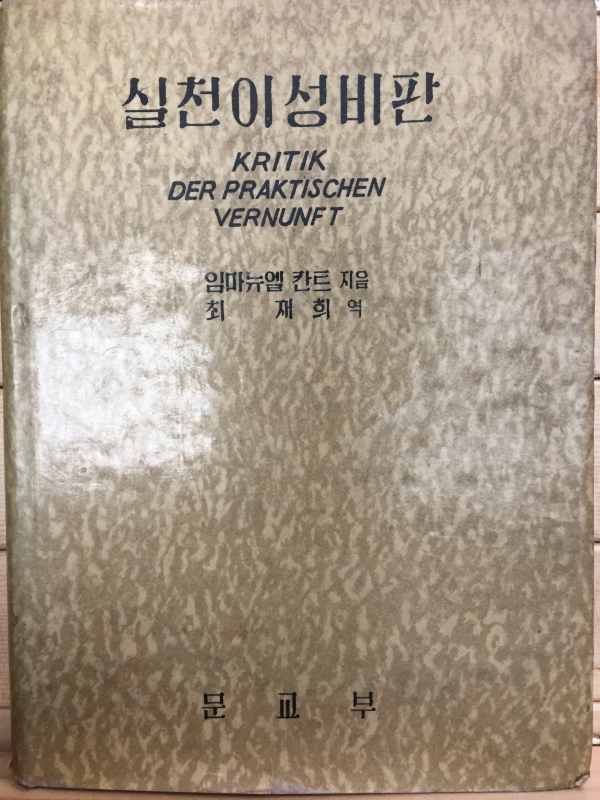 실천이성비판
KRITIK
DER PRAKTISCHEN
VERNUNFT
임마뉴엘 칸트 지음
최 재희 역
문교부